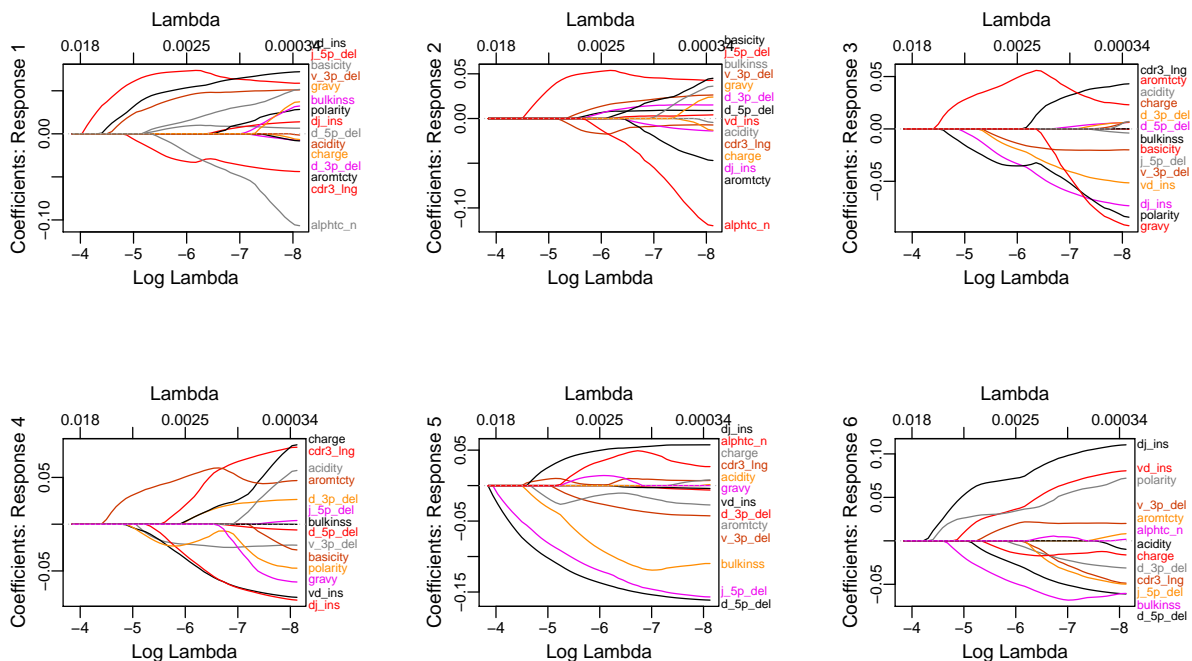 Lambda
0.018 0.0025 0.00034
Coefficients: Response 1
0.00
−0.10
−4 −5 −6 −7 −8
Log Lambda
vd_ins
j_5p_del
basicity
v_3p_del
gravy
bulkinss
polarity
dj_ins
d_5p_del
acidity
charge
d_3p_del
aromtcty
cdr3_lng
alphtc_n
Lambda
0.018 0.0025 0.00034
Coefficients: Response 2
0.05
0.00
−0.10
−4 −5 −6 −7 −8
Log Lambda
basicity
j_5p_del
bulkinss
v_3p_del
gravy
d_3p_del
d_5p_del
vd_ins
acidity
cdr3_lng
charge
dj_ins
aromtcty
alphtc_n
Lambda
0.018 0.0025 0.00034
Coefficients: Response 3
0.05
0.00
−0.05
−4 −5 −6 −7 −8
Log Lambda
cdr3_lng
aromtcty
acidity
charge
d_3p_del
d_5p_del
bulkinss
basicity
j_5p_del
v_3p_del
vd_ins
dj_ins
polarity
gravy
Lambda
0.018 0.0025 0.00034
Coefficients: Response 4
0.05
−0.05
−4 −5 −6 −7 −8
Log Lambda
charge
cdr3_lng
acidity
aromtcty
d_3p_del
j_5p_del
bulkinss
d_5p_del
v_3p_del
basicity
polarity
gravy
vd_ins
dj_ins
Lambda
0.018 0.0025 0.00034
Coefficients: Response 5
0.05
−0.05
−0.15
−4 −5 −6 −7 −8
Log Lambda
dj_ins
alphtc_n
charge
cdr3_lng
acidity
gravy
vd_ins
d_3p_del
aromtcty
v_3p_del
bulkinss
j_5p_del
d_5p_del
Lambda
0.018 0.0025 0.00034
Coefficients: Response 6
0.10
0.05
−0.05
−4 −5 −6 −7 −8
Log Lambda
dj_ins
vd_ins
polarity
v_3p_del
aromtcty
alphtc_n
acidity
charge
d_3p_del
cdr3_lng
j_5p_del
bulkinss
d_5p_del